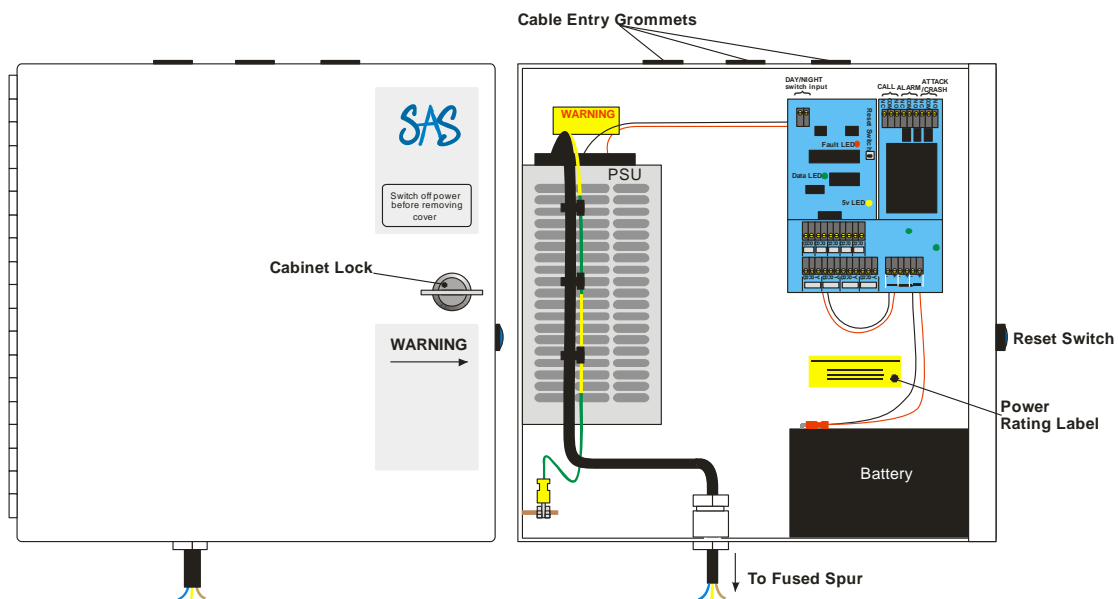 Cable Entry Grommets
SAS
Switch off power
before removing
cover
Cabinet Lock
WARNING
WARNING
PSU
DAY/NIGHT
switch input
CALL
ALARM
ATTACK
/CRASH
Reset Switch
Fault LED
Data LED
5v LED
Reset Switch
Power
Rating Label
Battery
To Fused Spur